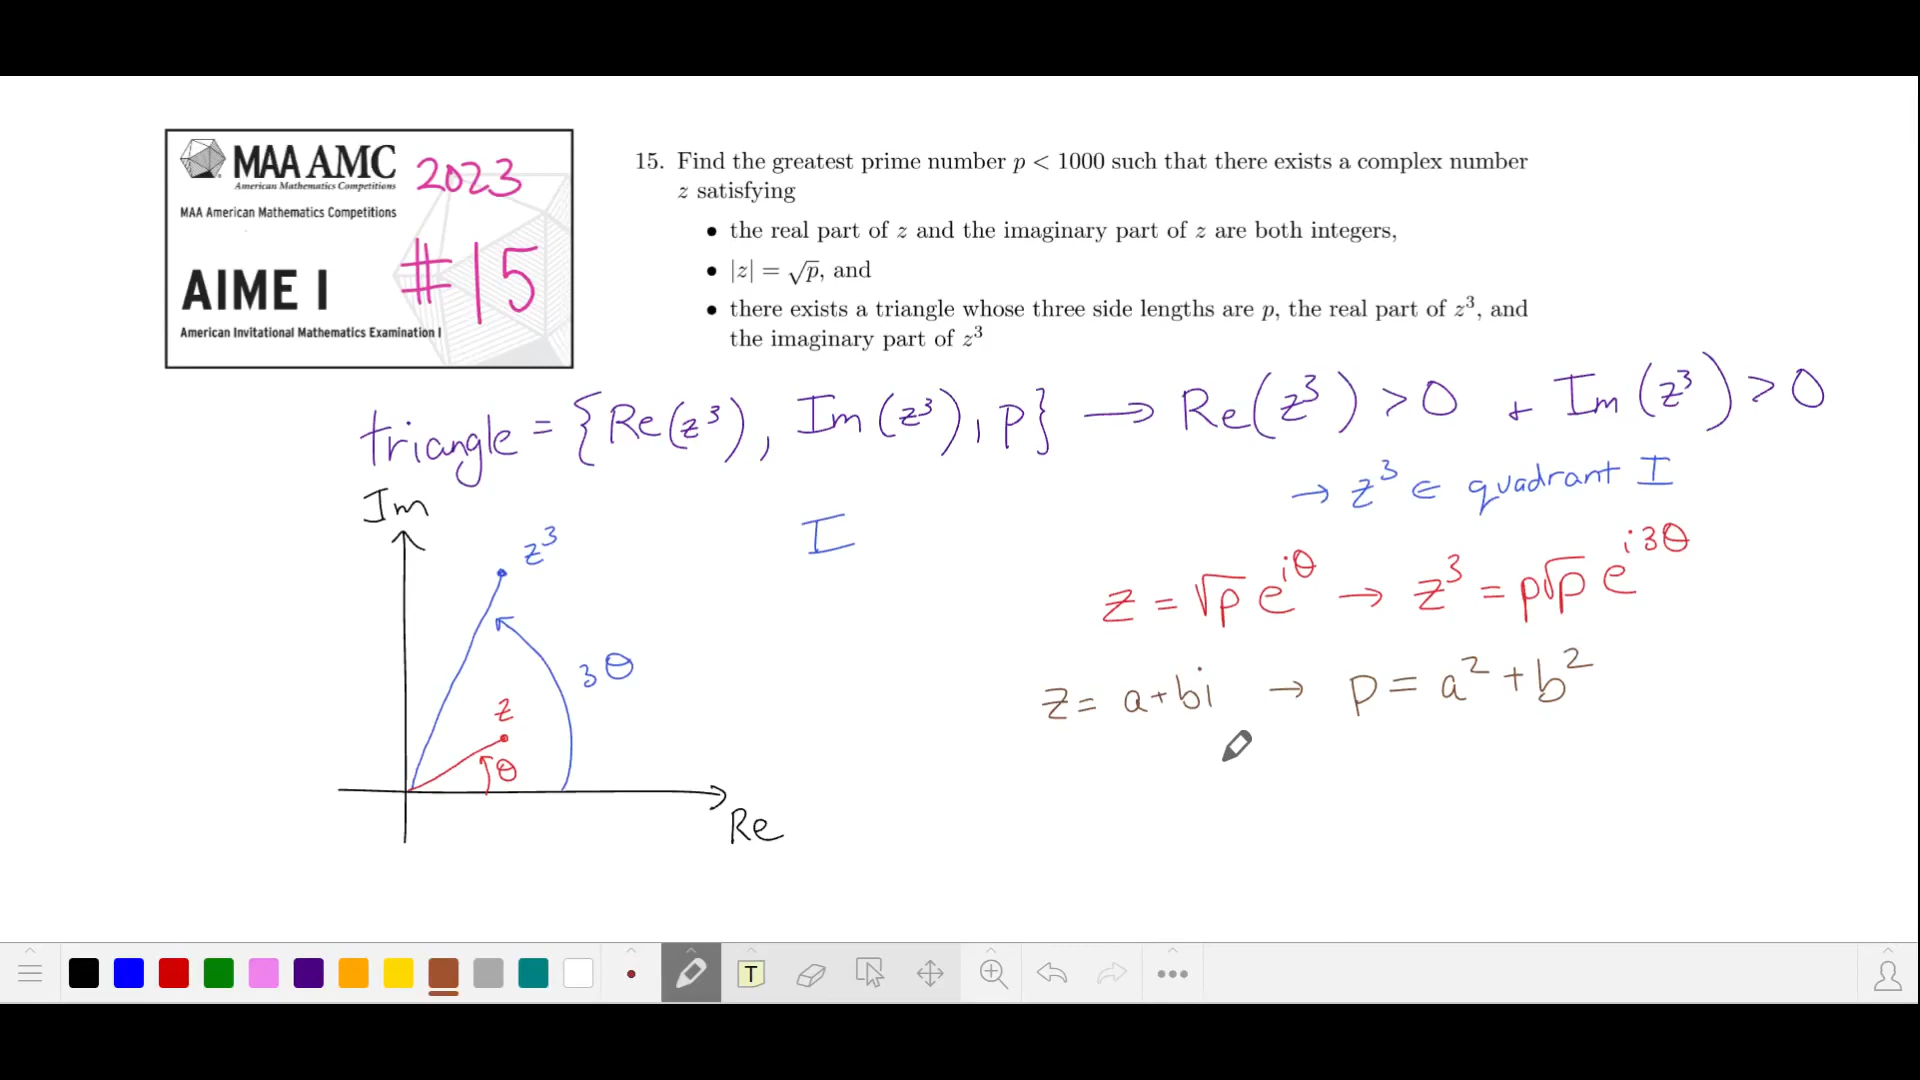 MAA AMC 2023
American Mathematics Competitions
MAA American Mathematics Competitions
AIME I #15
American Invitational Mathematics Examination I
15. Find the greatest prime number p < 1000 such that there exists a complex number
z satisfying
• the real part of z and the imaginary part of z are both integers,
• |z| = √p, and
• there exists a triangle whose three side lengths are p, the real part of z³, and
the imaginary part of z³
triangle = {Re(z³), Im(z³), p} → Re(z³) > 0 + Im(z³) > 0
→ z³ ∈ quadrant I
Im
z³
I
z = √p e^{iθ} → z³ = p√p e^{i3θ}
3θ
z
θ
z = a+bi → p = a² + b²
Re
T